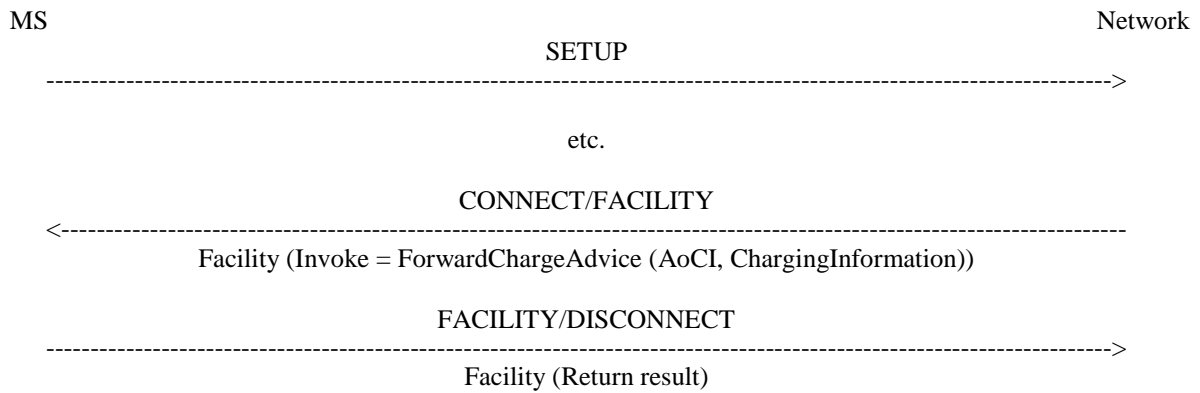 MS Network
SETUP
------------------------------------------------------------------------------------------------------------------------>
etc.
CONNECT/FACILITY
<------------------------------------------------------------------------------------------------------------------------
Facility (Invoke = ForwardChargeAdvice (AoCI, ChargingInformation))
FACILITY/DISCONNECT
------------------------------------------------------------------------------------------------------------------------>
Facility (Return result)